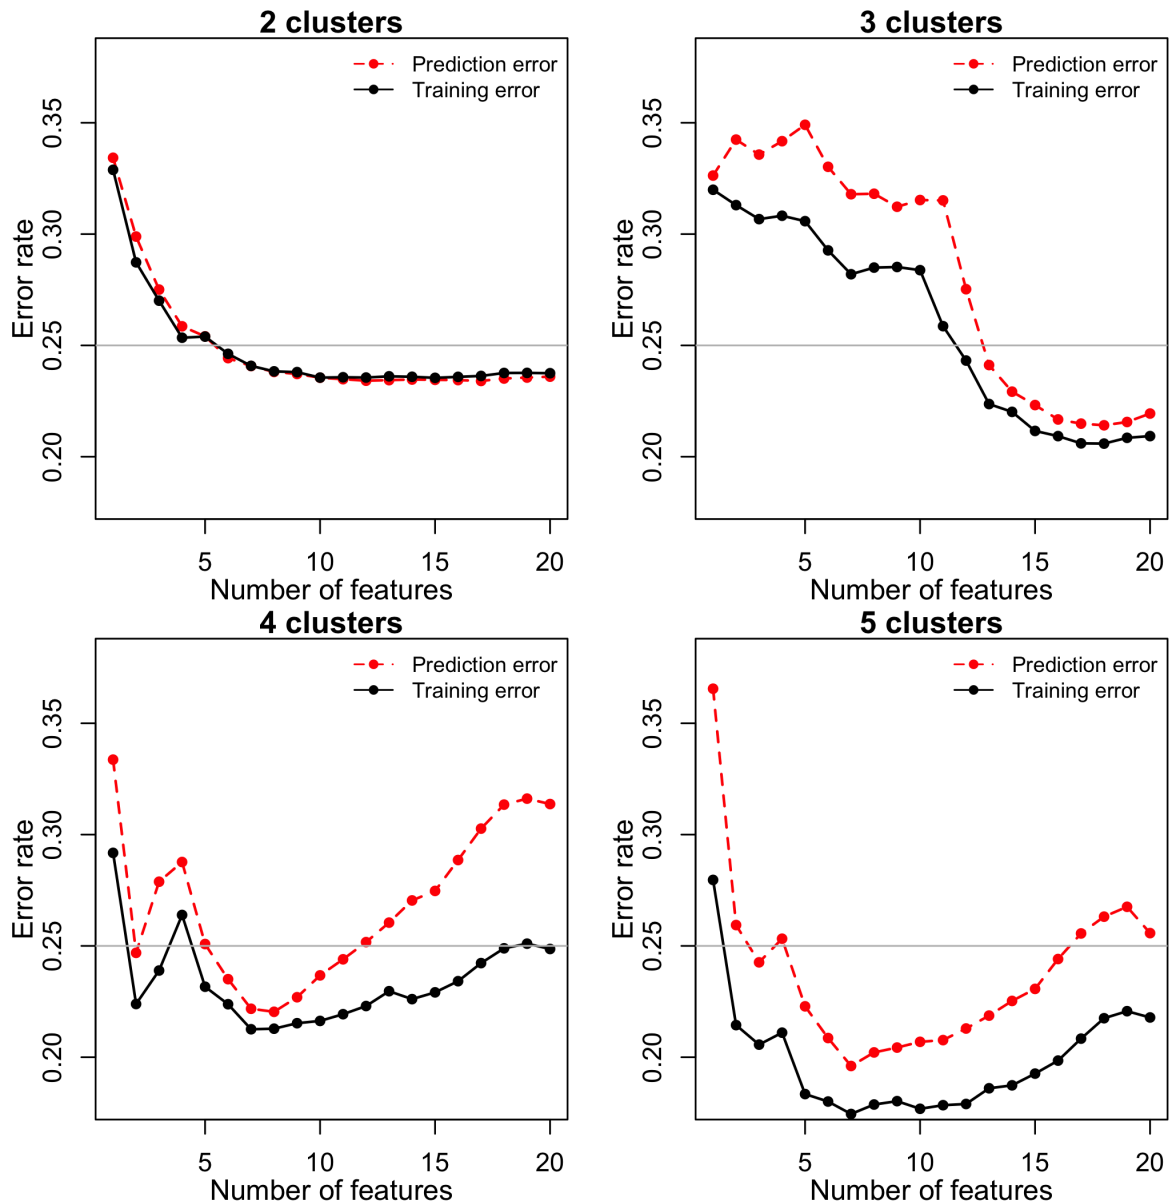 2 clusters
Prediction error
Training error
Error rate
0.35
0.30
0.25
0.20
5 10 15 20
Number of features
3 clusters
Prediction error
Training error
Error rate
0.35
0.30
0.25
0.20
5 10 15 20
Number of features
4 clusters
Prediction error
Training error
Error rate
0.35
0.30
0.25
0.20
5 10 15 20
Number of features
5 clusters
Prediction error
Training error
Error rate
0.35
0.30
0.25
0.20
5 10 15 20
Number of features